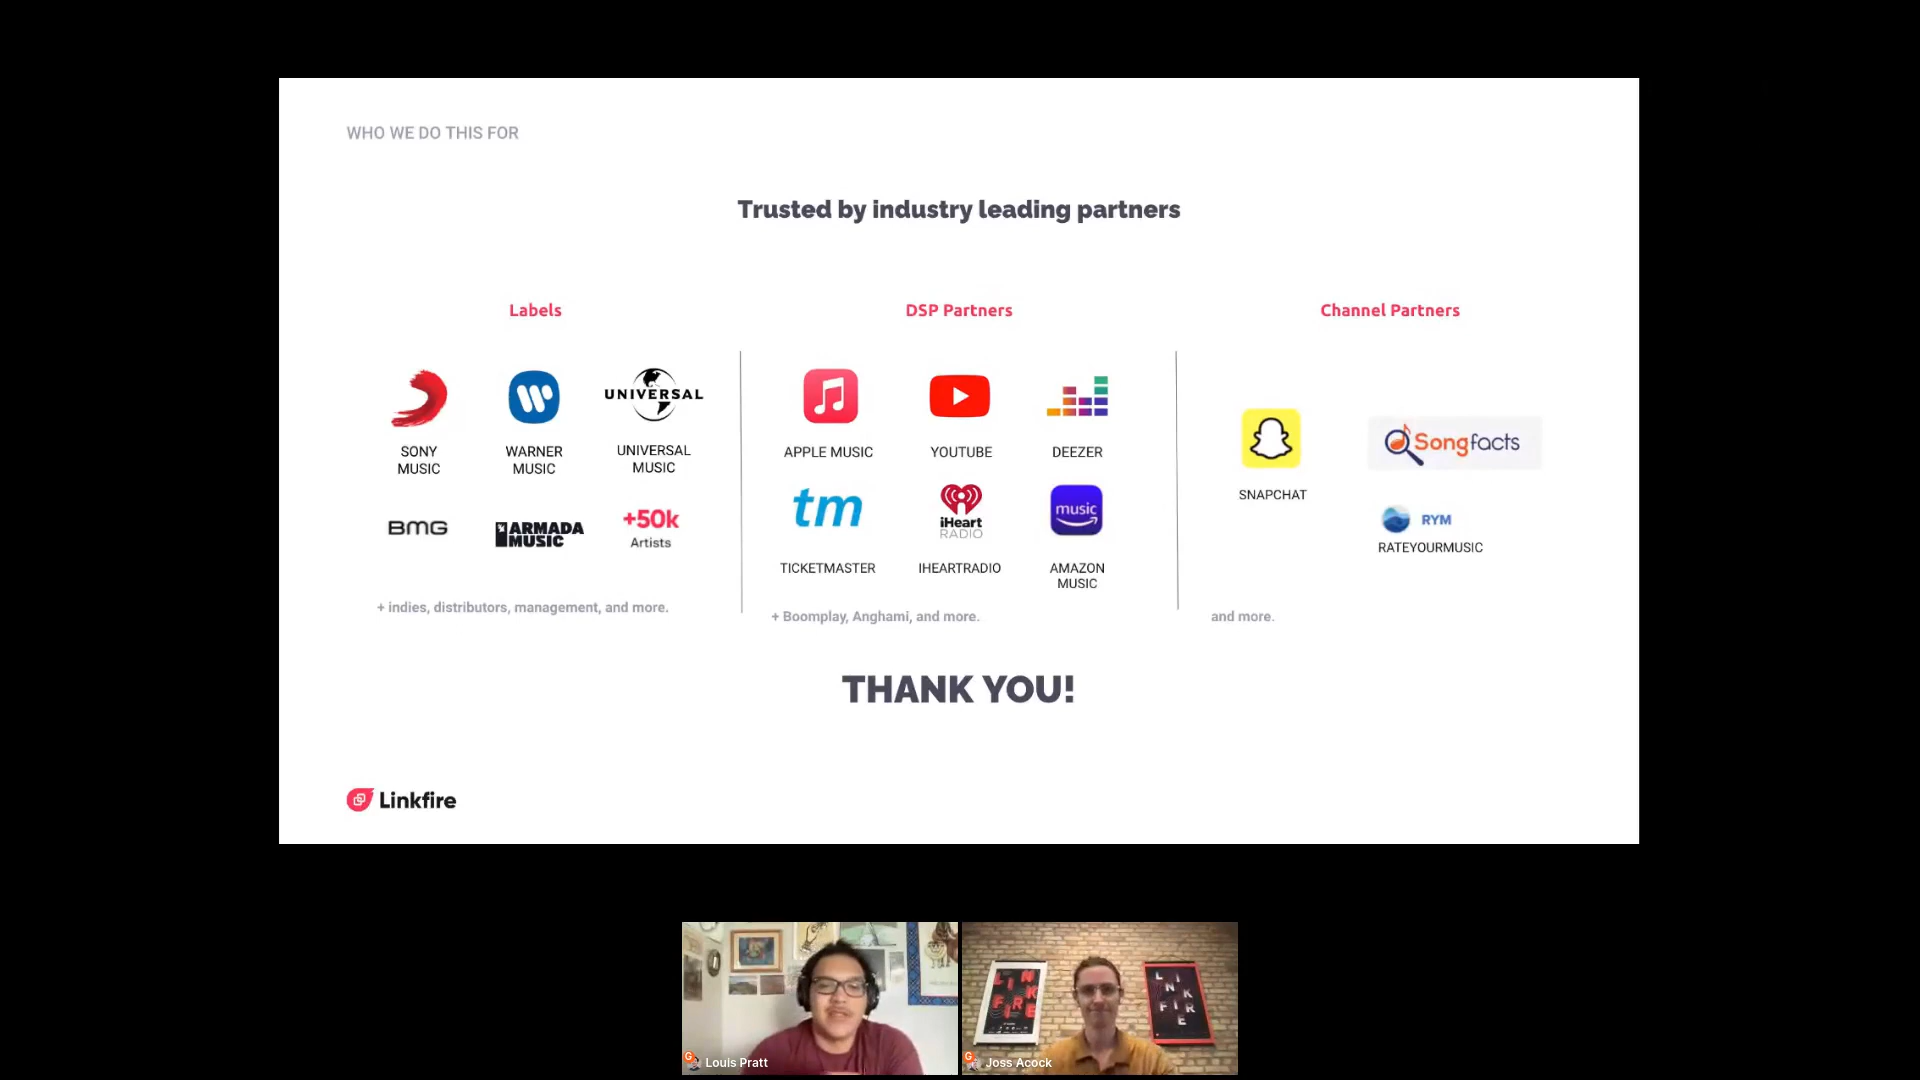 WHO WE DO THIS FOR
Trusted by industry leading partners
Labels
SONY
MUSIC
WARNER
MUSIC
UNIVERSAL
UNIVERSAL
MUSIC
BMG
ARMADA
MUSIC
+50k
Artists
+ indies, distributors, management, and more.
DSP Partners
APPLE MUSIC
YOUTUBE
DEEZER
tm
TICKETMASTER
iHeart
RADIO
IHEARTRADIO
music
AMAZON
MUSIC
+ Boomplay, Anghami, and more.
Channel Partners
SNAPCHAT
Songfacts
RYM
RATEYOURMUSIC
and more.
THANK YOU!
Linkfire
G
Louis Pratt
LINKFIRE
LINKFIRE
G
Joss Acock